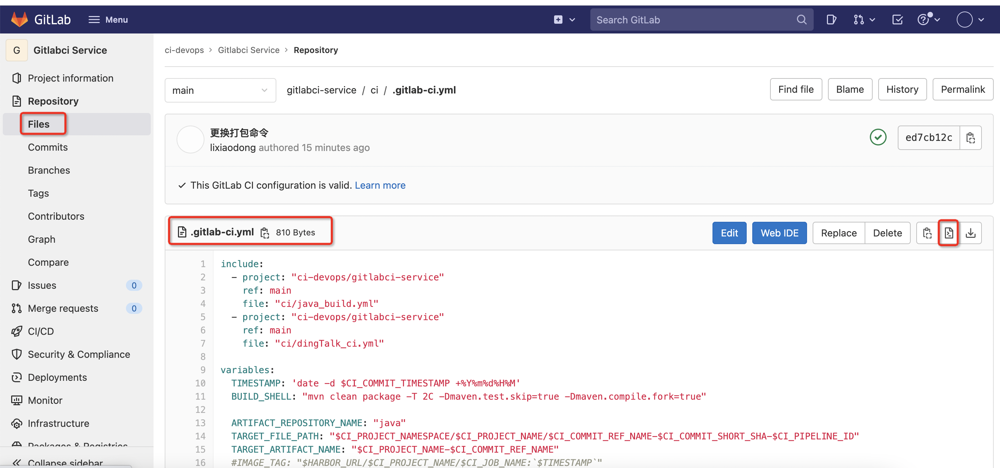 GitLab Menu Search GitLab
G Gitlabci Service
Project information
Repository
Files
Commits
Branches
Tags
Contributors
Graph
Compare
Issues 0
Merge requests 0
CI/CD
Security & Compliance
Deployments
Monitor
Infrastructure
Packages & Registries
Collapse sidebar
ci-devops > Gitlabci Service > Repository
main gitlabci-service / ci / .gitlab-ci.yml Find file Blame History Permalink
更换打包命令
lixiaodong authored 15 minutes ago
ed7cb12c
This GitLab CI configuration is valid. Learn more
.gitlab-ci.yml 810 Bytes Edit Web IDE Replace Delete
1 include:
2   - project: "ci-devops/gitlabci-service"
3     ref: main
4     file: "ci/java_build.yml"
5   - project: "ci-devops/gitlabci-service"
6     ref: main
7     file: "ci/dingTalk_ci.yml"
8
9 variables:
10   TIMESTAMP: 'date -d $CI_COMMIT_TIMESTAMP +%Y%m%d%H%M'
11   BUILD_SHELL: "mvn clean package -T 2C -Dmaven.test.skip=true -Dmaven.compile.fork=true"
12
13   ARTIFACT_REPOSITORY_NAME: "java"
14   TARGET_FILE_PATH: "$CI_PROJECT_NAMESPACE/$CI_PROJECT_NAME/$CI_COMMIT_REF_NAME-$CI_COMMIT_SHORT_SHA-$CI_PIPELINE_ID"
15   TARGET_ARTIFACT_NAME: "$CI_PROJECT_NAME-$CI_COMMIT_REF_NAME"
16   #IMAGE_TAG: "$HARBOR_URL/$CI_PROJECT_NAME/$CI_JOB_NAME:`$TIMESTAMP`"